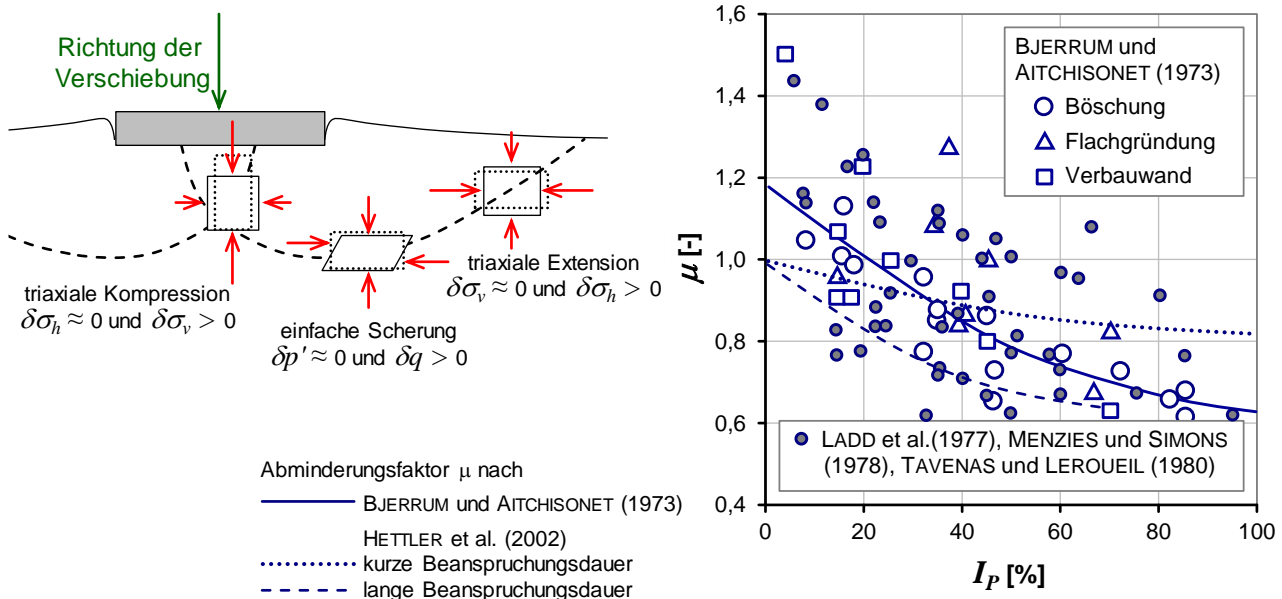 Richtung der
Verschiebung
triaxiale Kompression
δσh ≈ 0 und δσv > 0
einfache Scherung
δp' ≈ 0 und δq > 0
triaxiale Extension
δσv ≈ 0 und δσh > 0
Abminderungsfaktor μ nach
BJERRUM und AITCHISONET (1973)
HETTLER et al. (2002)
kurze Beanspruchungsdauer
lange Beanspruchungsdauer
1,6
1,4
1,2
1,0
0,8
0,6
0,4
μ [-]
BJERRUM und
AITCHISONET (1973)
Böschung
Flachgründung
Verbauwand
LADD et al.(1977), MENZIES und SIMONS
(1978), TAVENAS und LEROUEIL (1980)
0 20 40 60 80 100
IP [%]